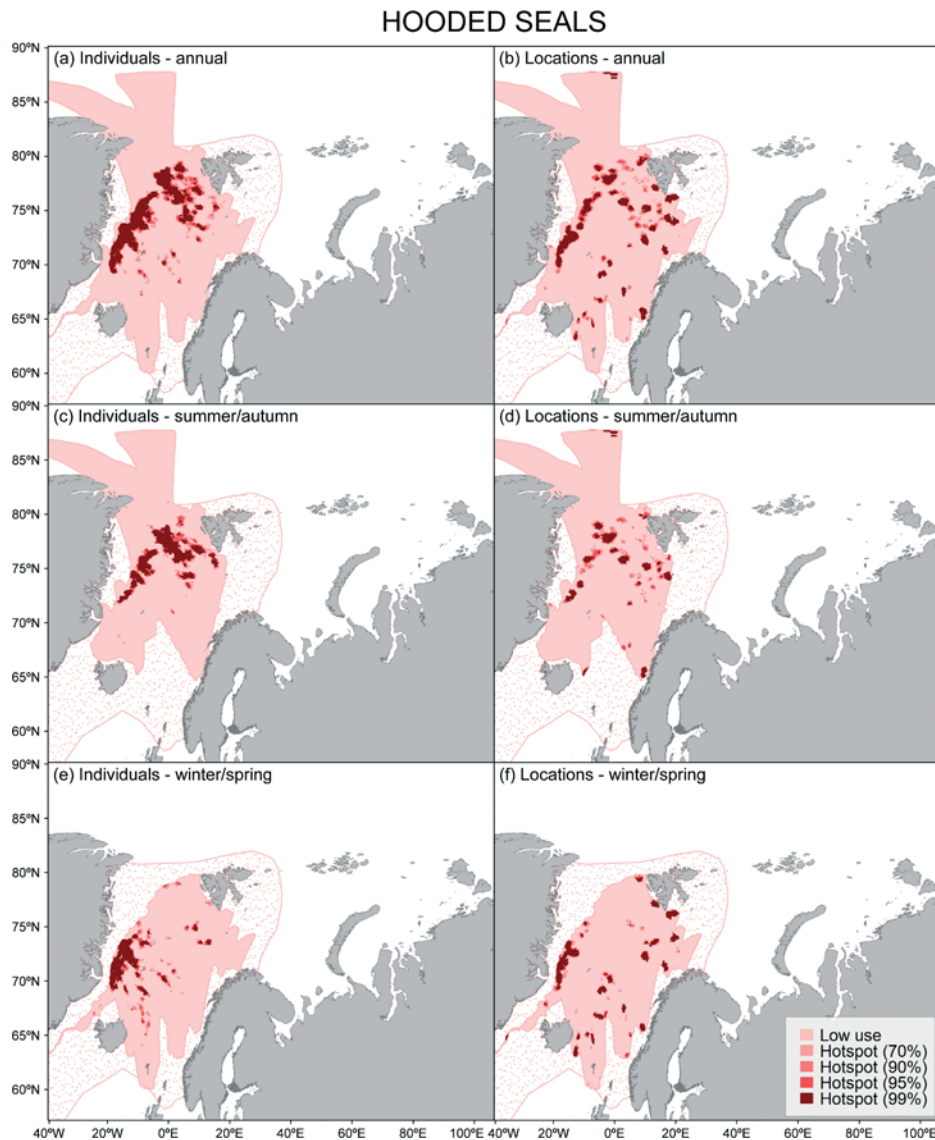 HOODED SEALS
(a) Individuals - annual
(b) Locations - annual
90ºN
85ºN
80ºN
75ºN
70ºN
65ºN
60ºN
(c) Individuals - summer/autumn
(d) Locations - summer/autumn
90ºN
85ºN
80ºN
75ºN
70ºN
65ºN
60ºN
(e) Individuals - winter/spring
(f) Locations - winter/spring
90ºN
85ºN
80ºN
75ºN
70ºN
65ºN
60ºN
Low use
Hotspot (70%)
Hotspot (90%)
Hotspot (95%)
Hotspot (99%)
40ºW 20ºW 0ºE 20ºE 40ºE 60ºE 80ºE 100ºE 40ºW 20ºW 0ºE 20ºE 40ºE 60ºE 80ºE 100ºE